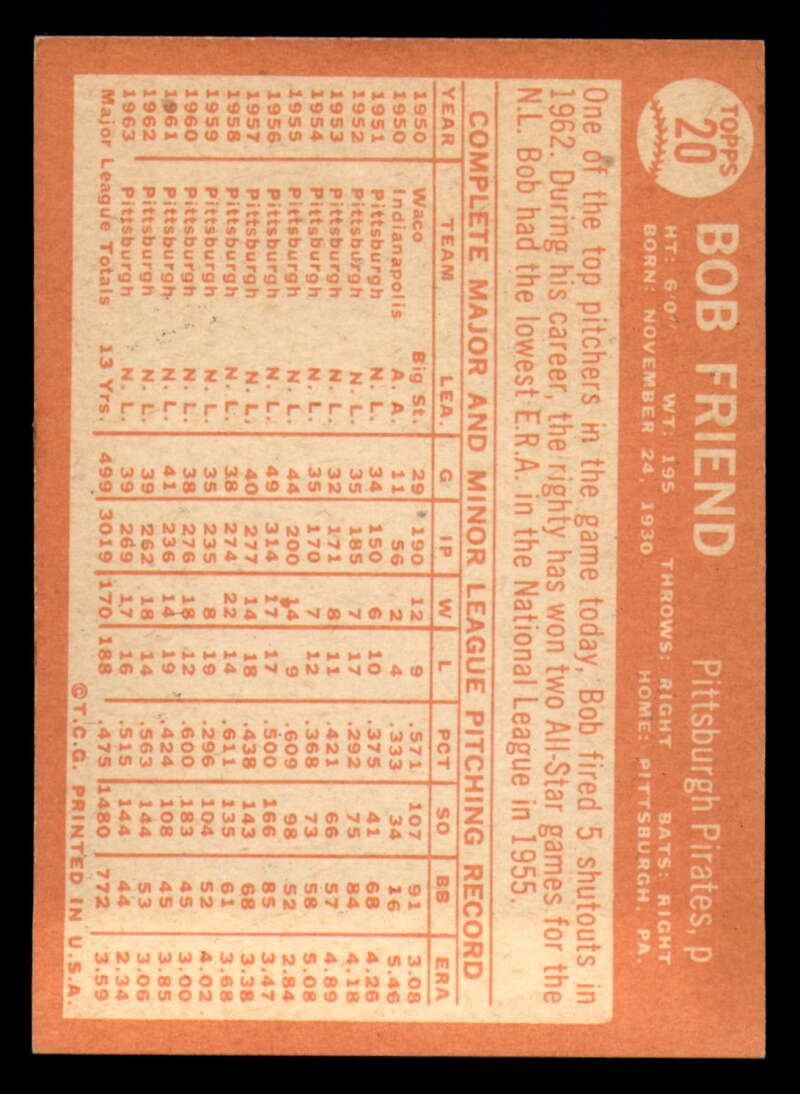 TOPPS
20
BOB FRIEND
Pittsburgh Pirates, p
HT: 6'0" WT: 195 THROWS: RIGHT BATS: RIGHT
BORN: NOVEMBER 24, 1930 HOME: PITTSBURGH, PA.
One of the top pitchers in the game today, Bob fired 5 shutouts in
1962. During his career, the righty has won two All-Star games for the
N.L. Bob had the lowest E.R.A. in the National League in 1955.
COMPLETE MAJOR AND MINOR LEAGUE PITCHING RECORD
YEAR TEAM LEA. G IP W L PCT SO BB ERA
1950 Waco Big St. 29 190 12 9 .571 107 91 3.08
1950 Indianapolis A. A. 11 56 2 4 .333 34 16 5.46
1951 Pittsburgh N. L. 34 150 6 10 .375 41 68 4.26
1952 Pittsburgh N. L. 35 185 7 17 .292 75 84 4.18
1953 Pittsburgh N. L. 32 171 8 11 .421 66 57 4.89
1954 Pittsburgh N. L. 35 170 7 12 .368 73 58 5.08
1955 Pittsburgh N. L. 44 200 14 9 .609 98 52 2.84
1956 Pittsburgh N. L. 49 314 17 17 .500 166 85 3.47
1957 Pittsburgh N. L. 40 277 14 18 .438 143 68 3.38
1958 Pittsburgh N. L. 38 274 22 14 .611 135 61 3.68
1959 Pittsburgh N. L. 35 235 8 19 .296 104 52 4.02
1960 Pittsburgh N. L. 38 276 18 12 .600 183 45 3.00
1961 Pittsburgh N. L. 41 236 14 19 .424 108 45 3.85
1962 Pittsburgh N. L. 39 262 18 14 .563 144 53 3.06
1963 Pittsburgh N. L. 39 269 17 16 .515 144 44 2.34
Major League Totals 13 Yrs. 499 3019 170 188 .475 1480 772 3.59
©T.C.G. PRINTED IN U.S.A.